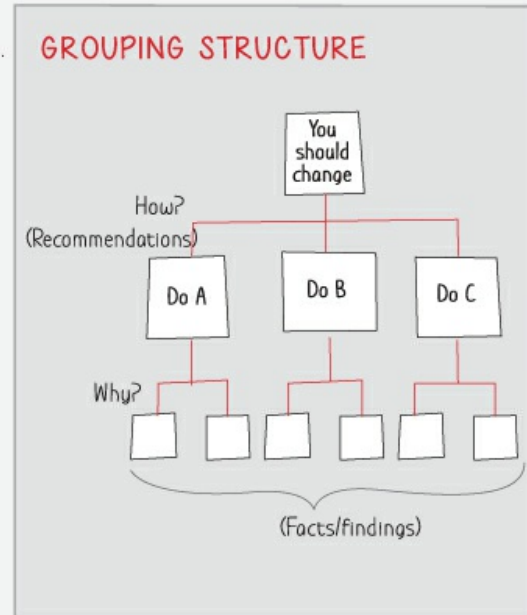 GROUPING STRUCTURE
You
should
change
How?
(Recommendations)
Do A
Do B
Do C
Why?
(Facts/findings)